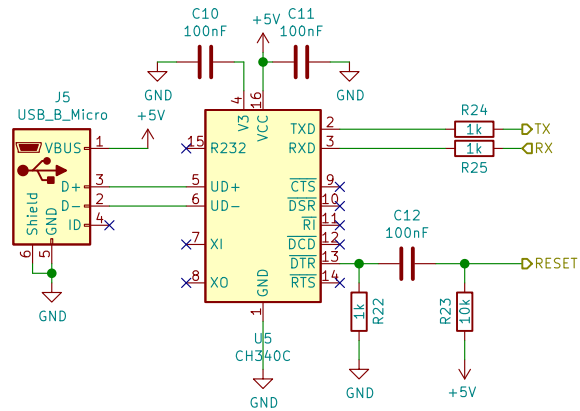 C10
100nF
+5V
C11
100nF
GND
GND
J5
USB_B_Micro
+5V
VBUS 1
D+ 3
D- 2
ID 4
Shield
GND
6
5
GND
4
16
V3
VCC
15 R232
5 UD+
6 UD-
7 XI
8 XO
TXD 2
RXD 3
CTS 9
DSR 10
RI 11
DCD 12
DTR 13
RTS 14
GND
1
U5
CH340C
GND
R24
1k
TX
1k
RX
R25
C12
100nF
RESET
1k
R22
GND
R23
10k
+5V